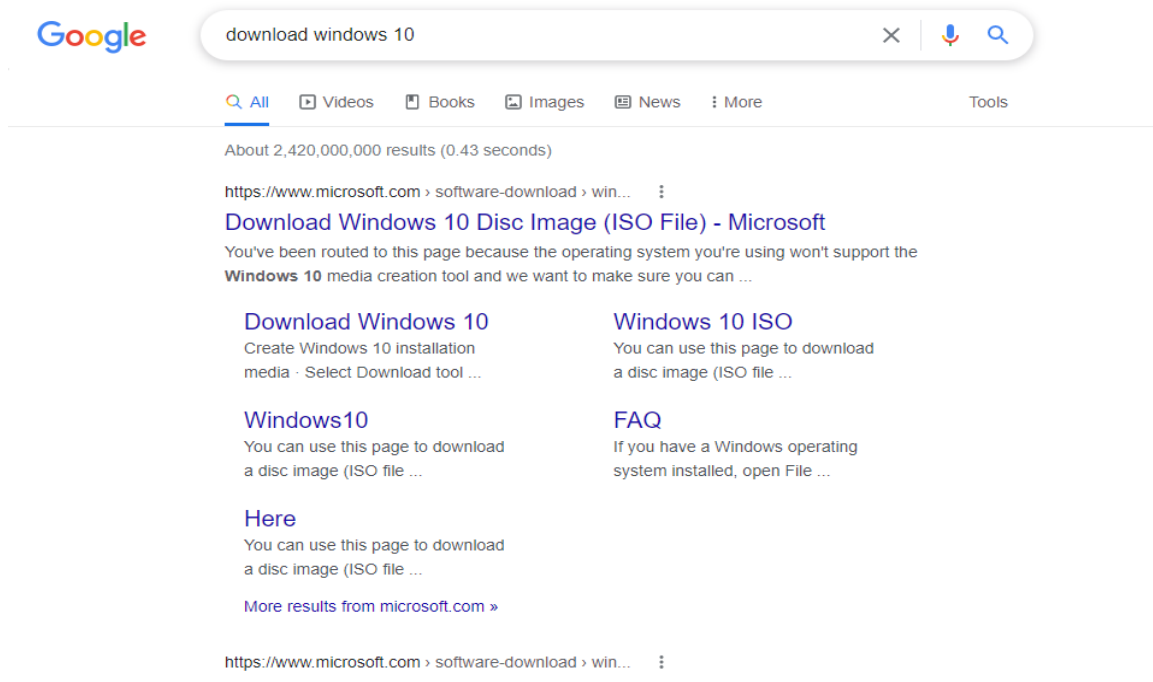 Google
download windows 10
All Videos Books Images News More Tools
About 2,420,000,000 results (0.43 seconds)
https://www.microsoft.com › software-download › win...
Download Windows 10 Disc Image (ISO File) - Microsoft
You've been routed to this page because the operating system you're using won't support the
Windows 10 media creation tool and we want to make sure you can ...
Download Windows 10
Create Windows 10 installation
media · Select Download tool ...
Windows 10 ISO
You can use this page to download
a disc image (ISO file ...
Windows10
You can use this page to download
a disc image (ISO file ...
FAQ
If you have a Windows operating
system installed, open File ...
Here
You can use this page to download
a disc image (ISO file ...
More results from microsoft.com »
https://www.microsoft.com › software-download › win...